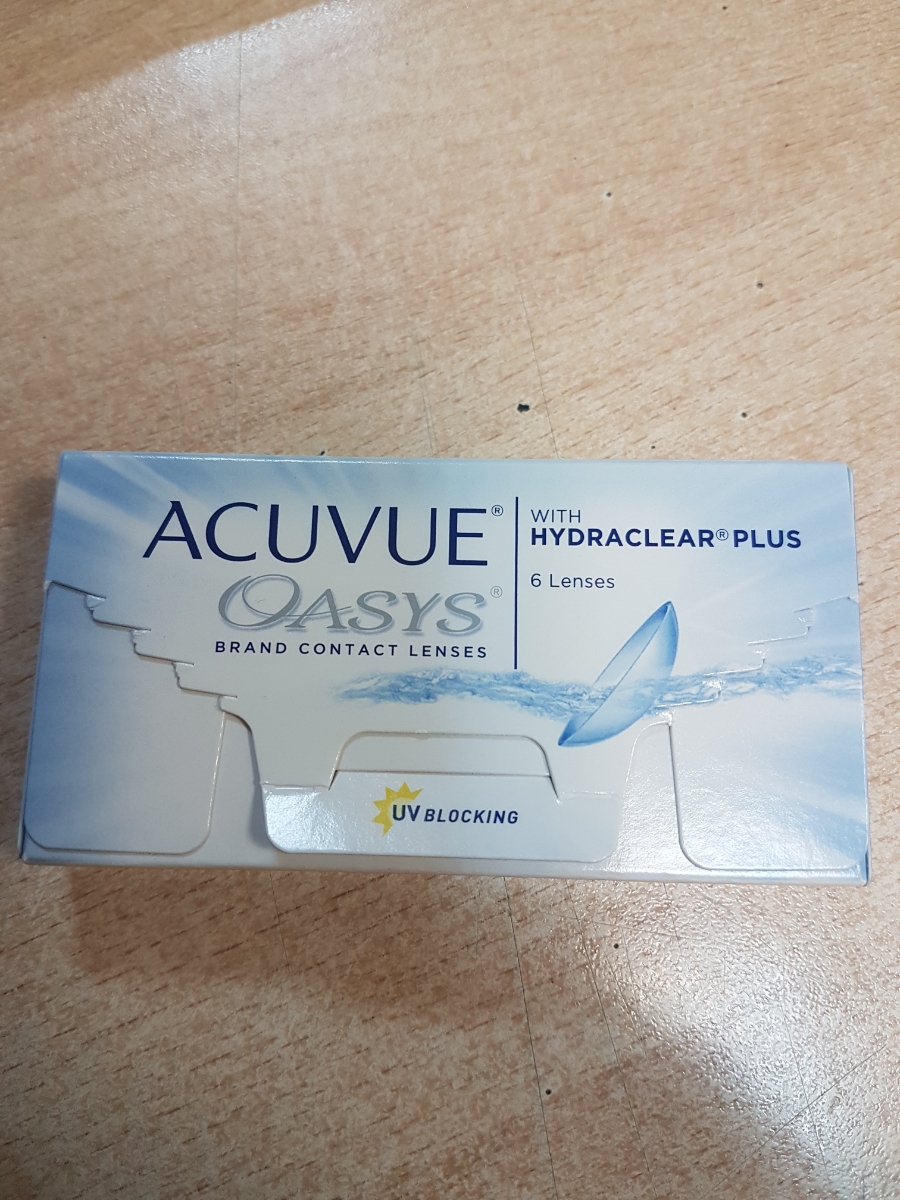 ACUVUE®
OASYS®
BRAND CONTACT LENSES
WITH
HYDRACLEAR® PLUS
6 Lenses
UV BLOCKING